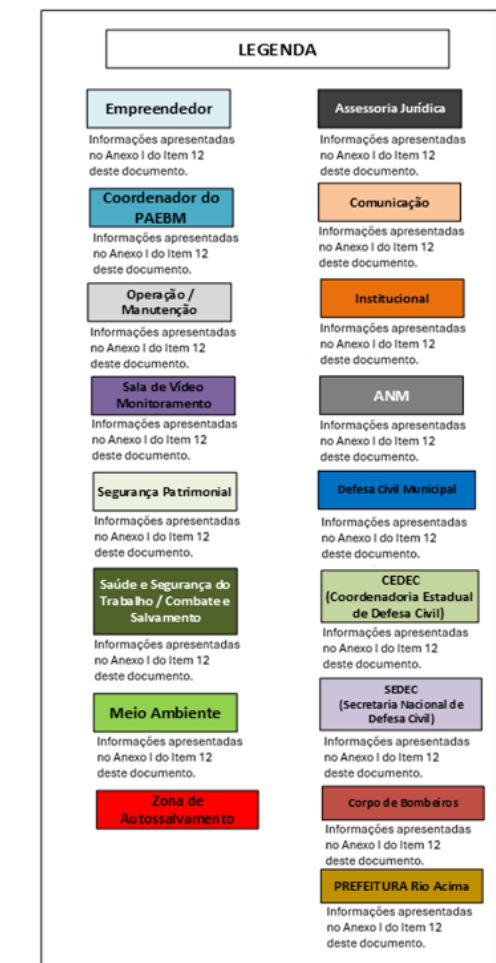 LEGENDA
Empreendedor
Informações apresentadas
no Anexo I do Item 12
deste documento.
Coordenador do
PAEBM
Informações apresentadas
no Anexo I do Item 12
deste documento.
Operação /
Manutenção
Informações apresentadas
no Anexo I do Item 12
deste documento.
Sala de Vídeo
Monitoramento
Informações apresentadas
no Anexo I do Item 12
deste documento.
Segurança Patrimonial
Informações apresentadas
no Anexo I do Item 12
deste documento.
Saúde e Segurança do
Trabalho / Combate e
Salvamento
Informações apresentadas
no Anexo I do Item 12
deste documento.
Meio Ambiente
Informações apresentadas
no Anexo I do Item 12
deste documento.
Zona de
Autossalvamento
Assessoria Jurídica
Informações apresentadas
no Anexo I do Item 12
deste documento.
Comunicação
Informações apresentadas
no Anexo I do Item 12
deste documento.
Institucional
Informações apresentadas
no Anexo I do Item 12
deste documento.
ANM
Informações apresentadas
no Anexo I do Item 12
deste documento.
Defesa Civil Municipal
Informações apresentadas
no Anexo I do Item 12
deste documento.
CEDEC
(Coordenadoria Estadual
de Defesa Civil)
Informações apresentadas
no Anexo I do Item 12
deste documento.
SEDEC
(Secretaria Nacional de
Defesa Civil)
Informações apresentadas
no Anexo I do Item 12
deste documento.
Corpo de Bombeiros
Informações apresentadas
no Anexo I do Item 12
deste documento.
PREFEITURA Rio Acima
Informações apresentadas
no Anexo I do Item 12
deste documento.